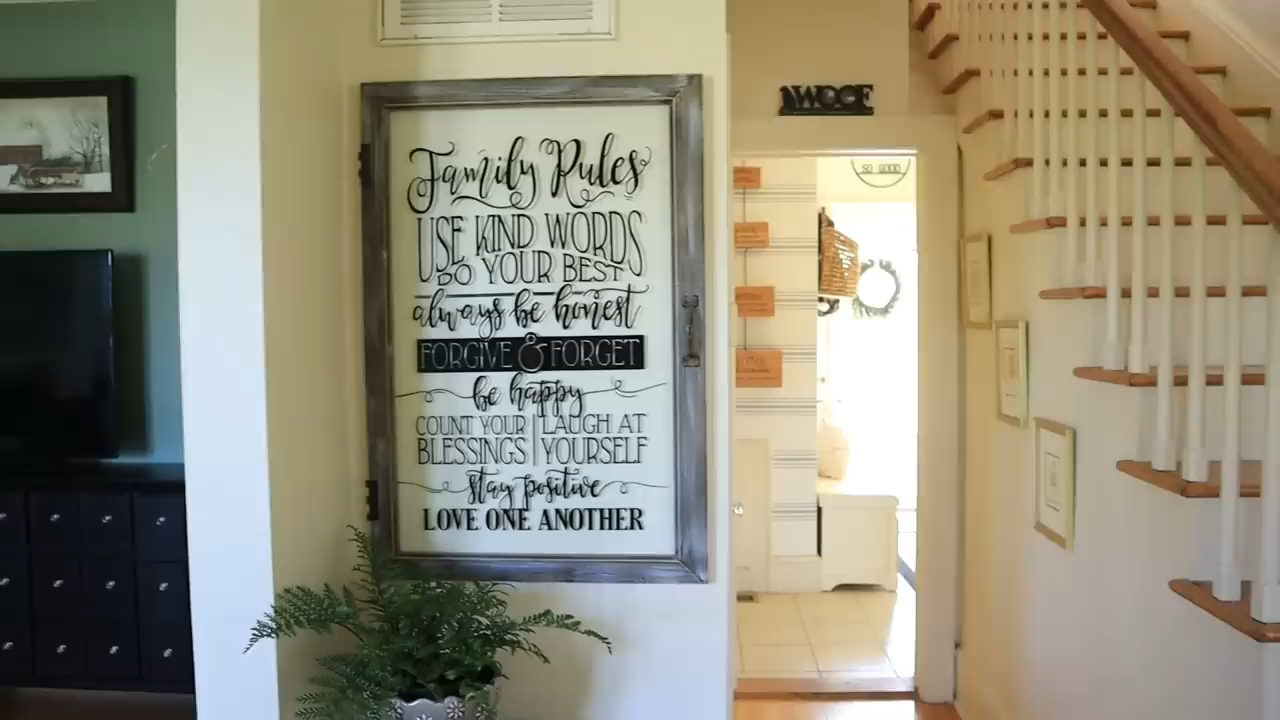 WOOF
SO GOOD
Family Rules
USE KIND WORDS
DO YOUR BEST
always be honest
FORGIVE & FORGET
be happy
COUNT YOUR BLESSINGS
LAUGH AT YOURSELF
stay positive
LOVE ONE ANOTHER